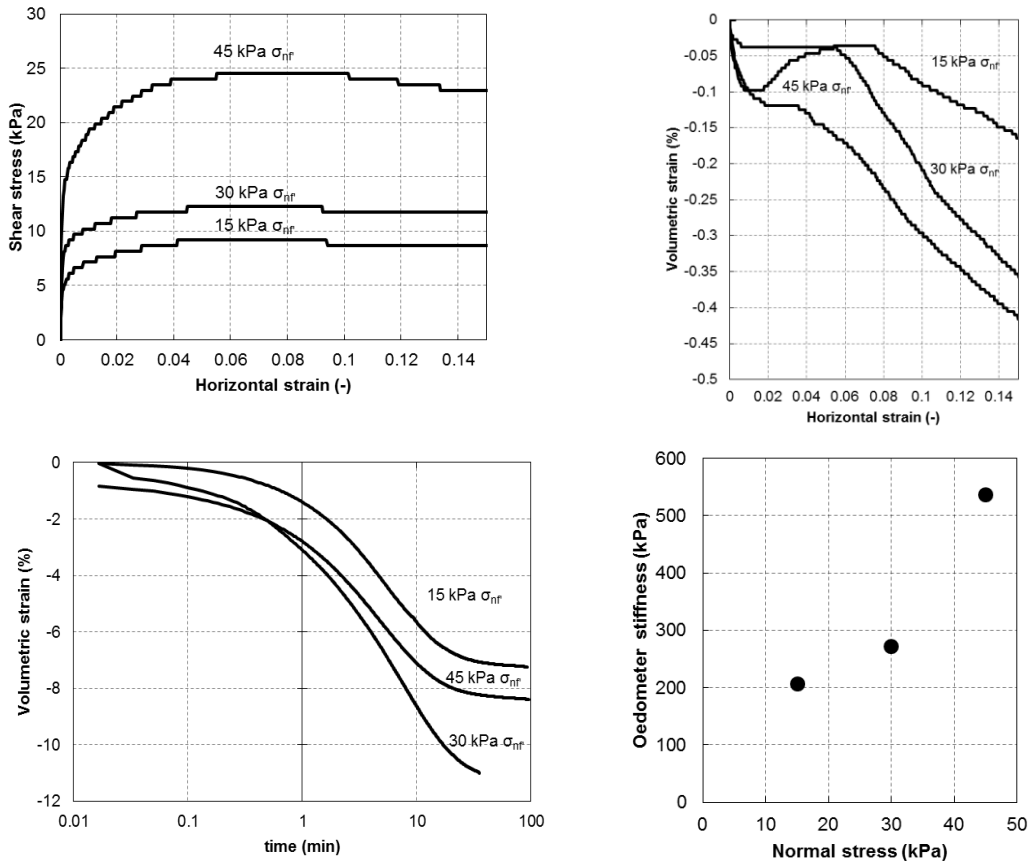 30
25
20
15
10
5
0
0
0.02
0.04
0.06
0.08
0.1
0.12
0.14
Shear stress (kPa)
Horizontal strain (-)
45 kPa σnf'
30 kPa σnf'
15 kPa σnf'
0
-0.05
-0.1
-0.15
-0.2
-0.25
-0.3
-0.35
-0.4
-0.45
-0.5
0 0.02 0.04 0.06 0.08 0.1 0.12 0.14
Volumetric strain (%)
Horizontal strain (-)
15 kPa σnf'
45 kPa σnf'
30 kPa σnf'
0
-2
-4
-6
-8
-10
-12
0.01
0.1
1
10
100
Volumetric strain (%)
time (min)
15 kPa σnf'
45 kPa σnf'
30 kPa σnf'
600
500
400
300
200
100
0
0
10
20
30
40
50
Oedometer stiffness (kPa)
Normal stress (kPa)